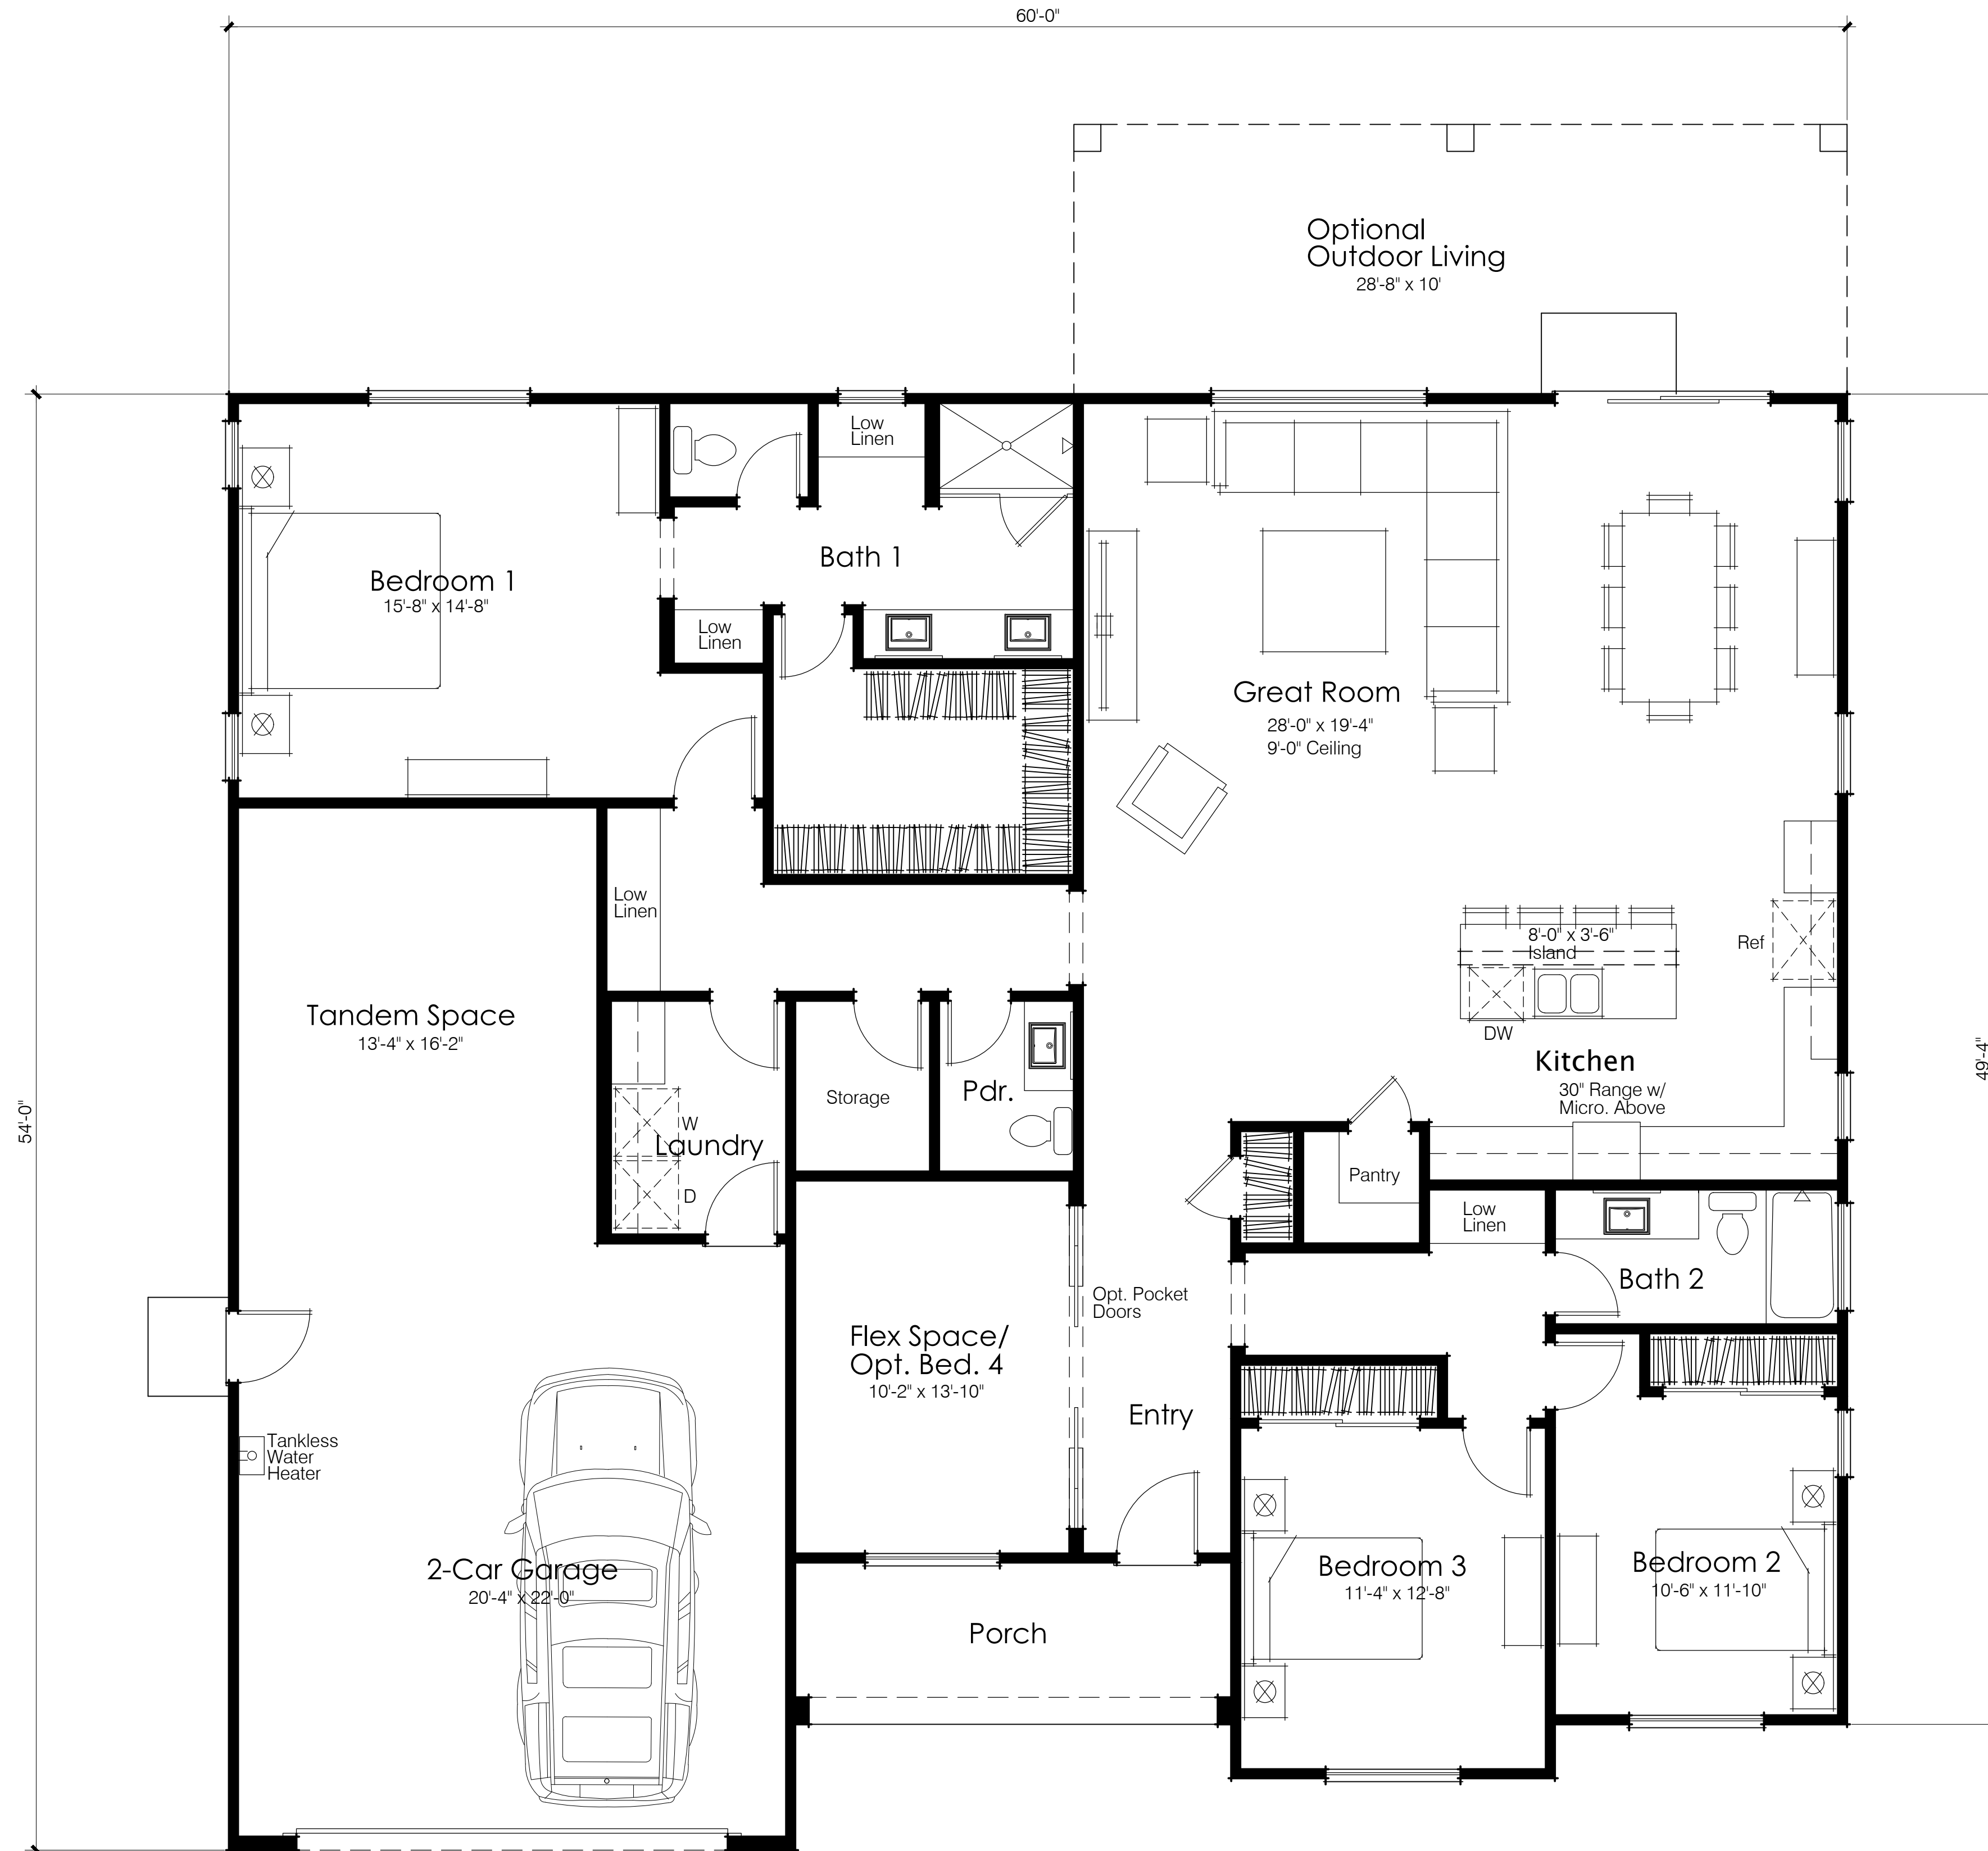 60'-0"
Optional
Outdoor Living
28'-8" x 10'
Low
Linen
Bath 1
Bedroom 1
15'-8" x 14'-8"
Low
Linen
Great Room
28'-0" x 19'-4"
9'-0" Ceiling
Low
Linen
8'-0" x 3'-6"
Island
Ref
DW
Kitchen
30" Range w/
Micro. Above
Tandem Space
13'-4" x 16'-2"
54'-0"
49'-4"
Storage
Pdr.
W
Laundry
D
Pantry
Low
Linen
Bath 2
Opt. Pocket
Doors
Flex Space/
Opt. Bed. 4
10'-2" x 13'-10"
Entry
Tankless
Water
Heater
2-Car Garage
20'-4" x 22'-0"
Bedroom 3
11'-4" x 12'-8"
Bedroom 2
10'-6" x 11'-10"
Porch